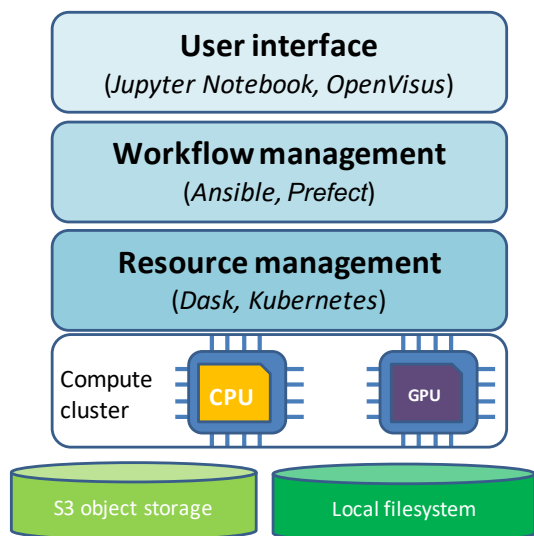 User interface
(Jupyter Notebook, OpenVisus)
Workflow management
(Ansible, Prefect)
Resource management
(Dask, Kubernetes)
Compute
cluster
CPU
GPU
S3 object storage
Local filesystem